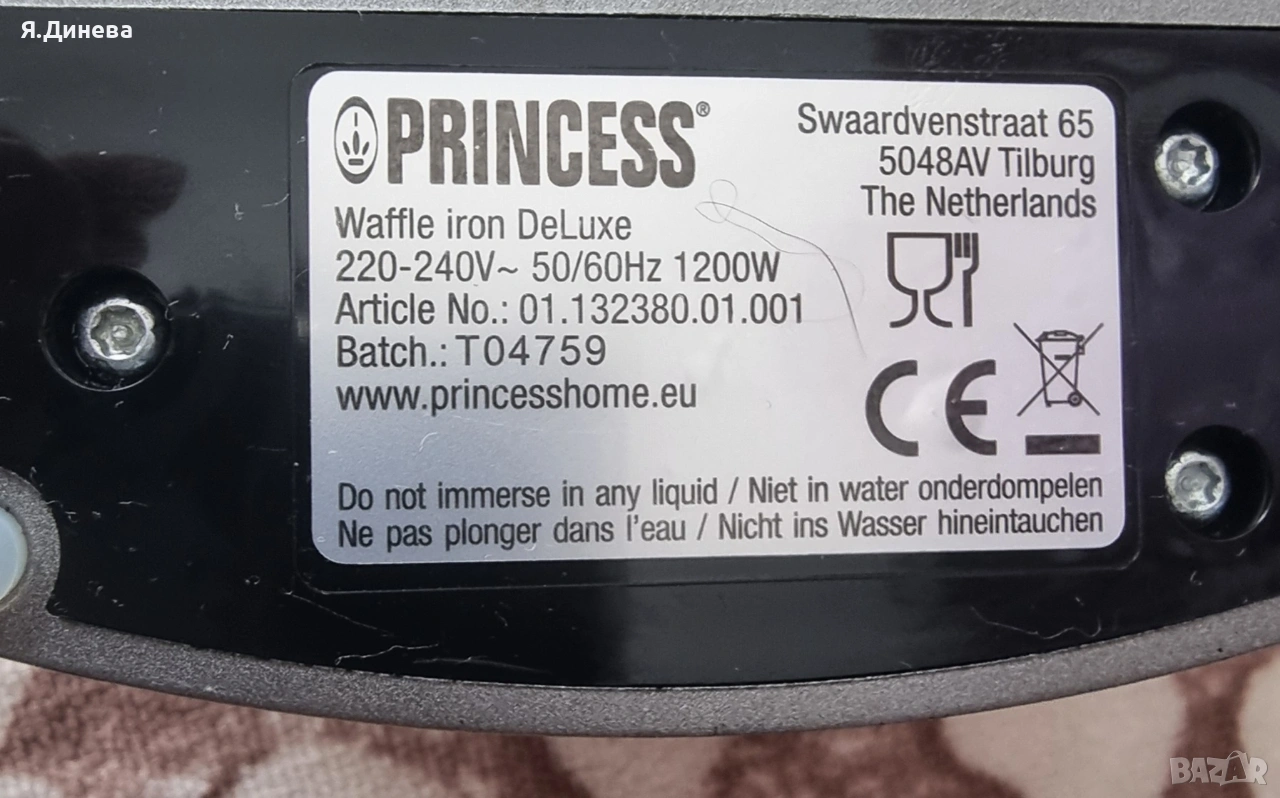 Я.Динева
PRINCESS®
Waffle iron DeLuxe
220-240V~ 50/60Hz 1200W
Article No.: 01.132380.01.001
Batch.: T04759
www.princesshome.eu
Swaardvenstraat 65
5048AV Tilburg
The Netherlands
CE
Do not immerse in any liquid / Niet in water onderdompelen
Ne pas plonger dans l'eau / Nicht ins Wasser hineintauchen
BAZAR